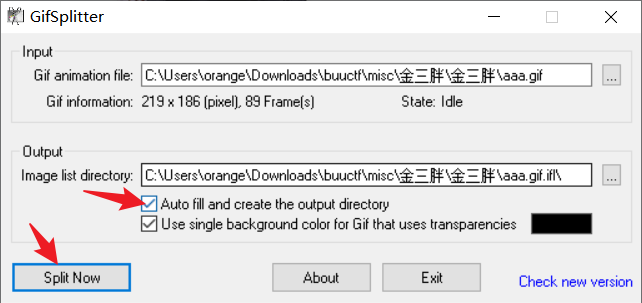 GifSplitter
Input
Gif animation file: C:\Users\orange\Downloads\buuctf\misc\金三胖\金三胖\aaa.gif ...
Gif information: 219 x 186 (pixel), 89 Frame(s) State: Idle
Output
Image list directory: C:\Users\orange\Downloads\buuctf\misc\金三胖\金三胖\aaa.gif.ifl\ ...
Auto fill and create the output directory
Use single background color for Gif that uses transparencies
Split Now About Exit Check new version